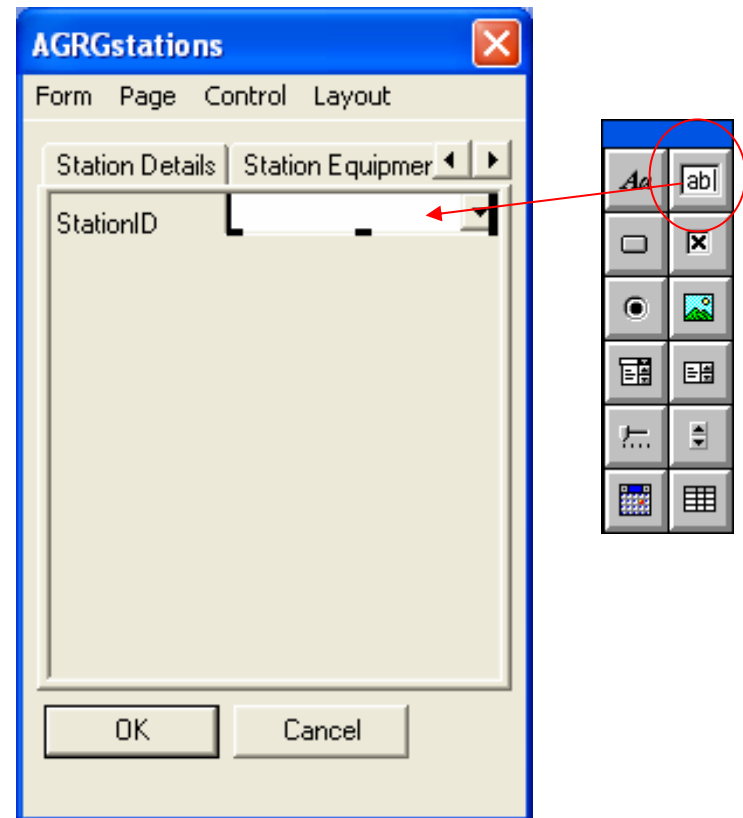 AGRGstations
Form Page Control Layout
Station Details Station Equipmer
StationID
OK Cancel
Aa
ab